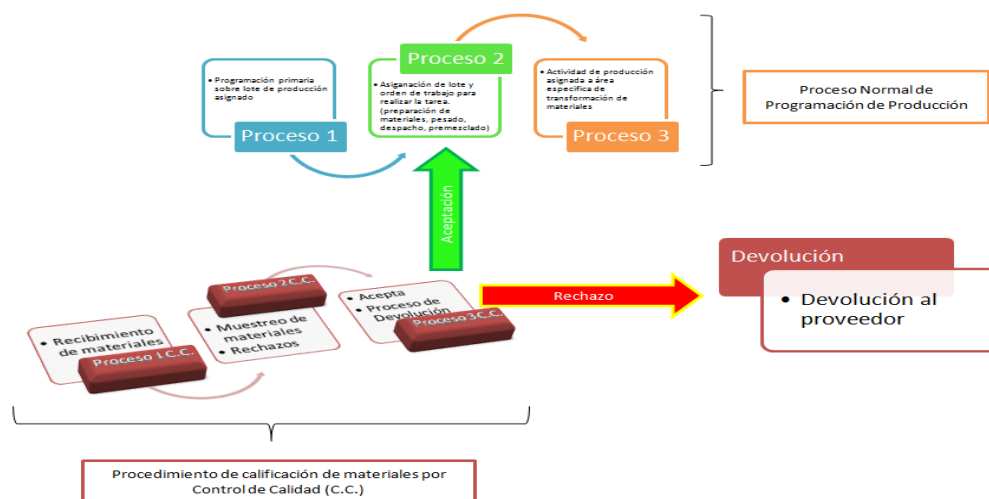 Proceso 1
• Programación primaria
sobre lote de producción
asignado
Proceso 2
• Asiganación de lote y
orden de trabajo para
realizar la tarea.
(preparación de
materiales, pesado,
despacho, premezclado)
Proceso 3
• Actividad de producción
asignada a área
específica de
transformación de
materiales
Proceso Normal de
Programación de Producción
Aceptación
Rechazo
Devolución
• Devolución al
proveedor
• Recibimiento
de materiales
Proceso 1 C.C.
Proceso 2 C.C.
• Muestreo de
materiales
• Rechazos
• Acepta
• Proceso de
Devolución
Proceso 3 C.C.
Procedimiento de calificación de materiales por
Control de Calidad (C.C.)